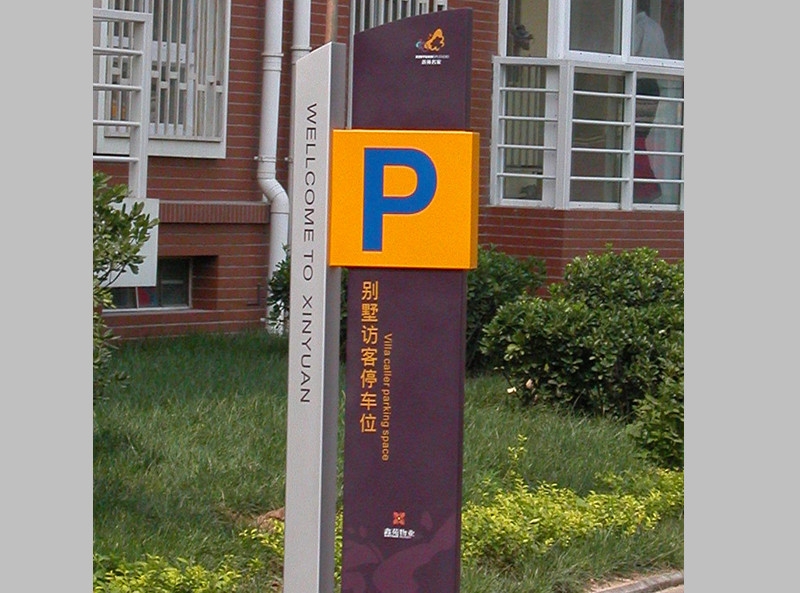 WELLCOME TO XINYUAN
P
别墅访客停车位
Villa caller parking space